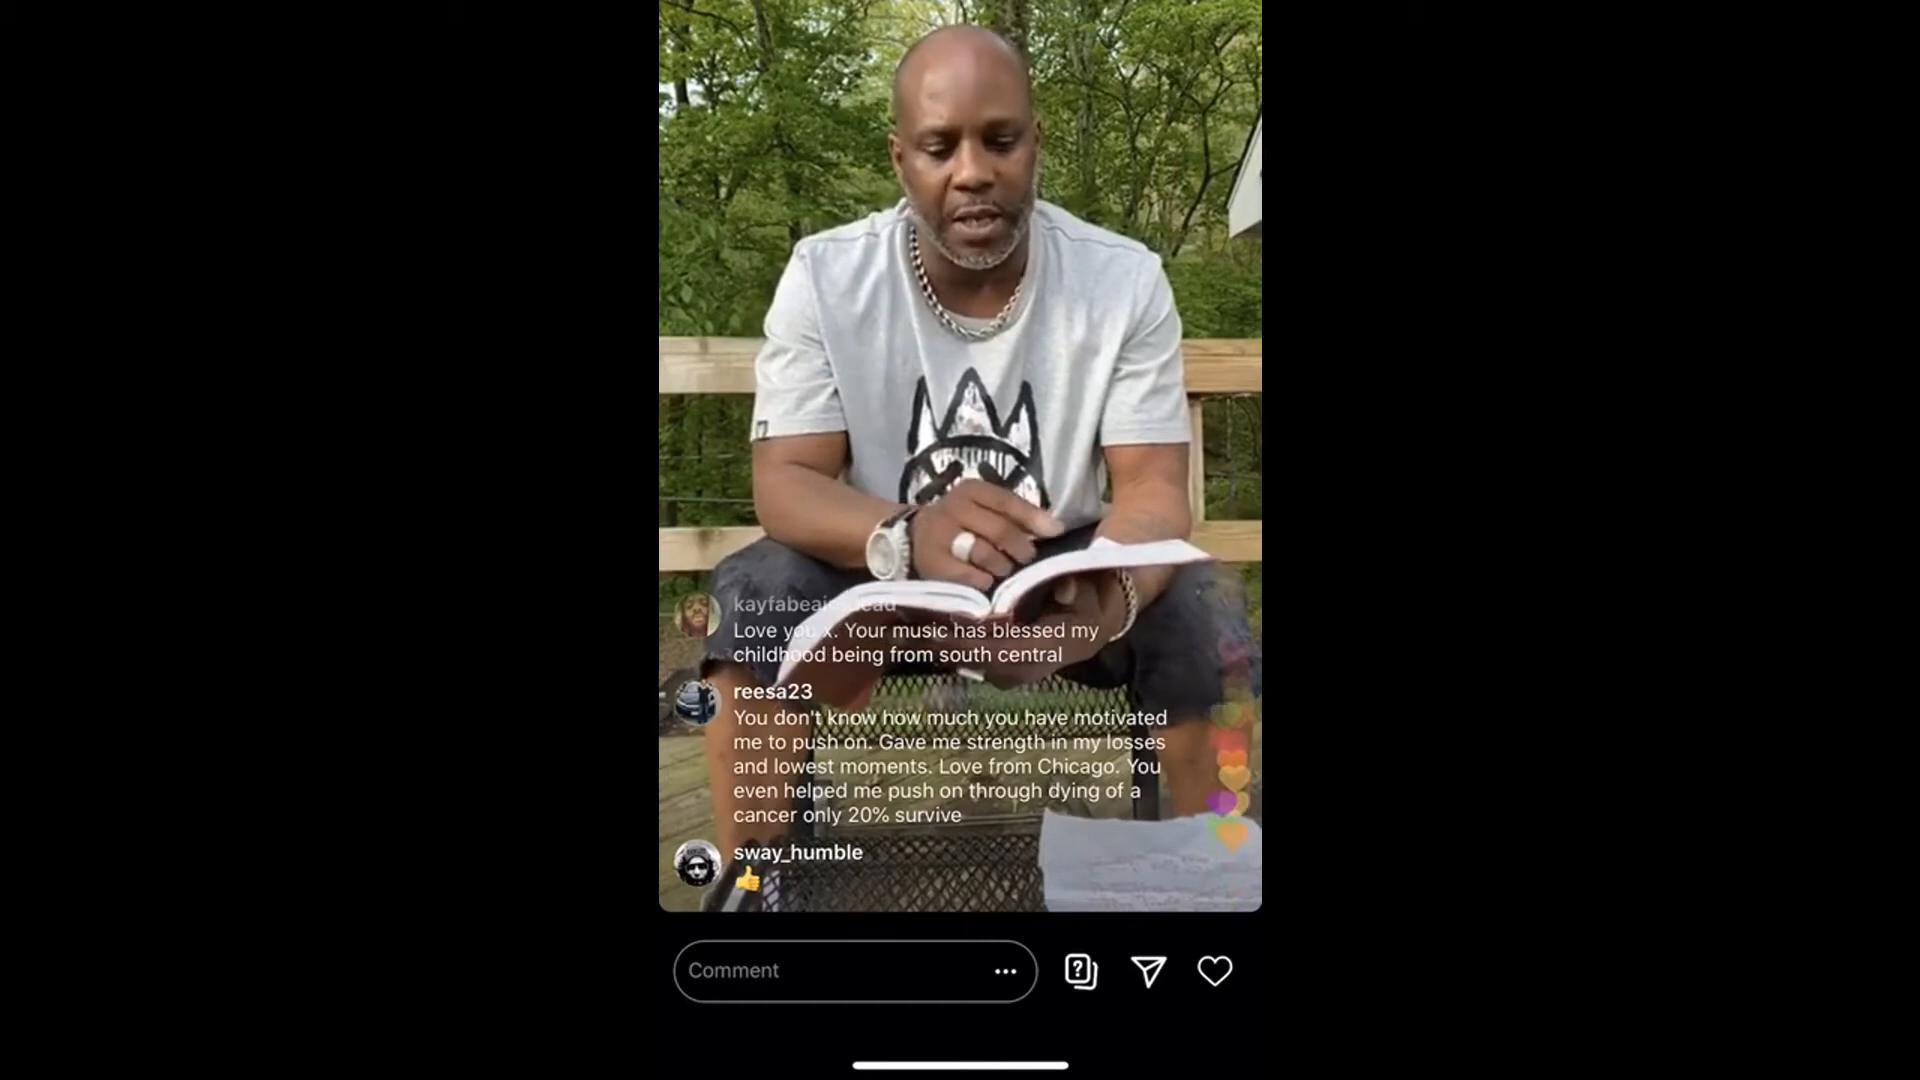 Love you x. Your music has blessed my
childhood being from south central
reesa23
You don't know how much you have motivated
me to push on. Gave me strength in my losses
and lowest moments. Love from Chicago. You
even helped me push on through dying of a
cancer only 20% survive
sway_humble
👍
Comment